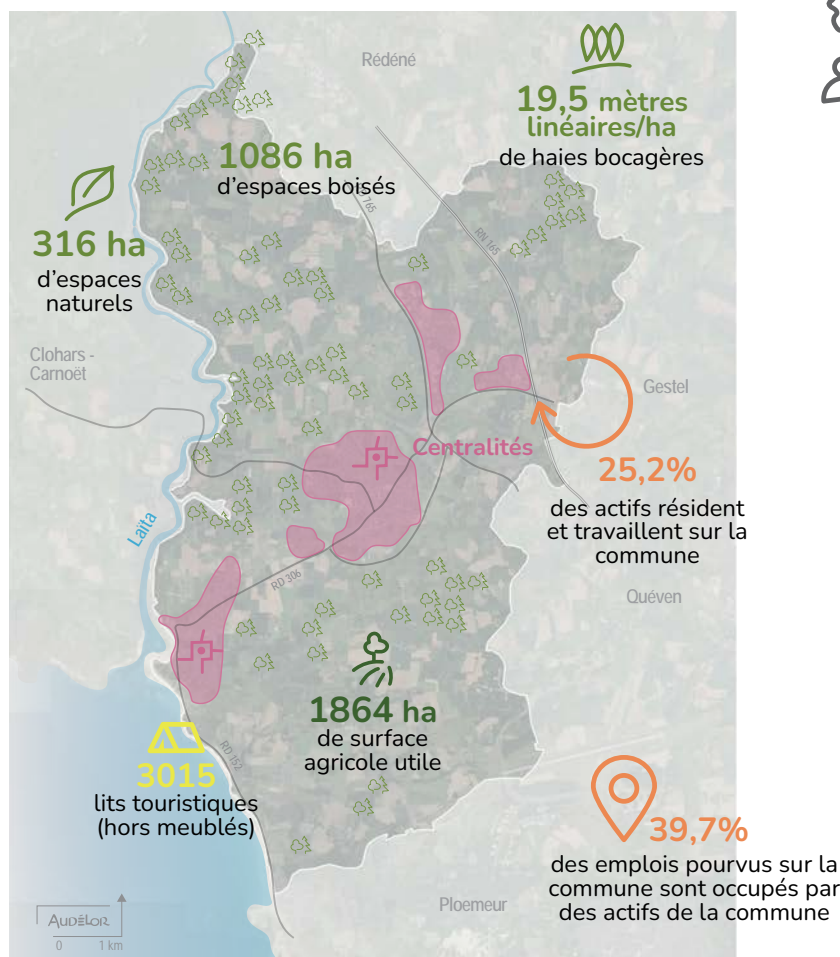 Rédéné
19,5 mètres
linéaires/ha
de haies bocagères
1086 ha
d'espaces boisés
765
RN 165
316 ha
d'espaces
naturels
Clohars -
Carnoët
Gestel
Centralités
25,2%
des actifs résident
et travaillent sur la
commune
Laïta
RD 306
Quéven
1864 ha
de surface
agricole utile
RD 152
3015
lits touristiques
(hors meublés)
39,7%
des emplois pourvus sur la
commune sont occupés par
des actifs de la commune
Ploemeur
AUDÉLOR
0 1 km